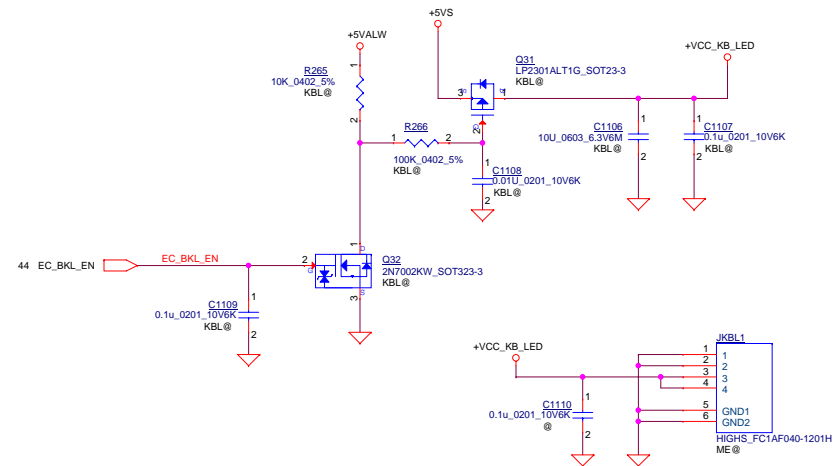 +5VS
+5VALW
+VCC_KB_LED
Q31
LP2301ALT1G_SOT23-3
KBL@
R265
10K_0402_5%
KBL@
1
2
3
1
2
R266
1
2
100K_0402_5%
KBL@
C1106
10U_0603_6.3V6M
KBL@
1
2
C1107
0.1u_0201_10V6K
KBL@
1
2
C1108
0.01U_0201_10V6K
KBL@
1
2
44 EC_BKL_EN
EC_BKL_EN
2
G
1
D
3
S
Q32
2N7002KW_SOT323-3
KBL@
C1109
0.1u_0201_10V6K
KBL@
1
2
+VCC_KB_LED
C1110
0.1u_0201_10V6K
@
1
2
JKBL1
1 1
2 2
3 3
4 4
5 GND1
6 GND2
HIGHS_FC1AF040-1201H
ME@